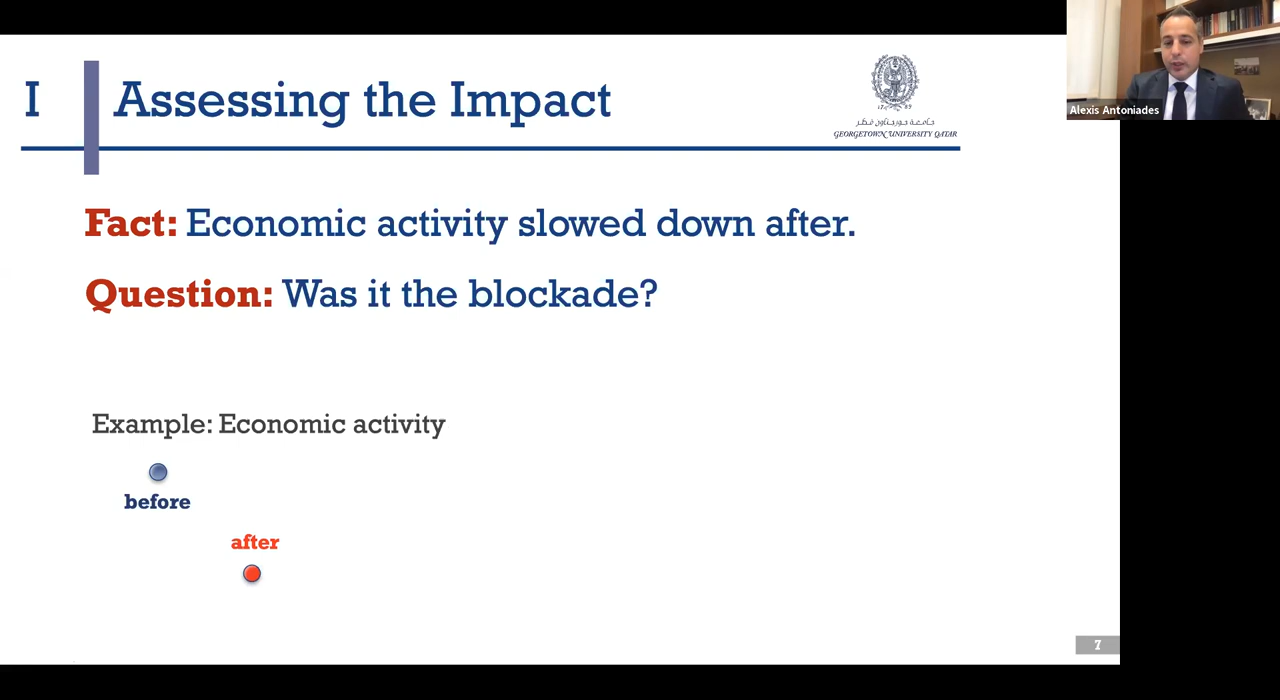 I Assessing the Impact
جامعة جورجتاون قطر
GEORGETOWN UNIVERSITY QATAR
Alexis Antoniades
Fact: Economic activity slowed down after.
Question: Was it the blockade?
Example: Economic activity
before
after
7